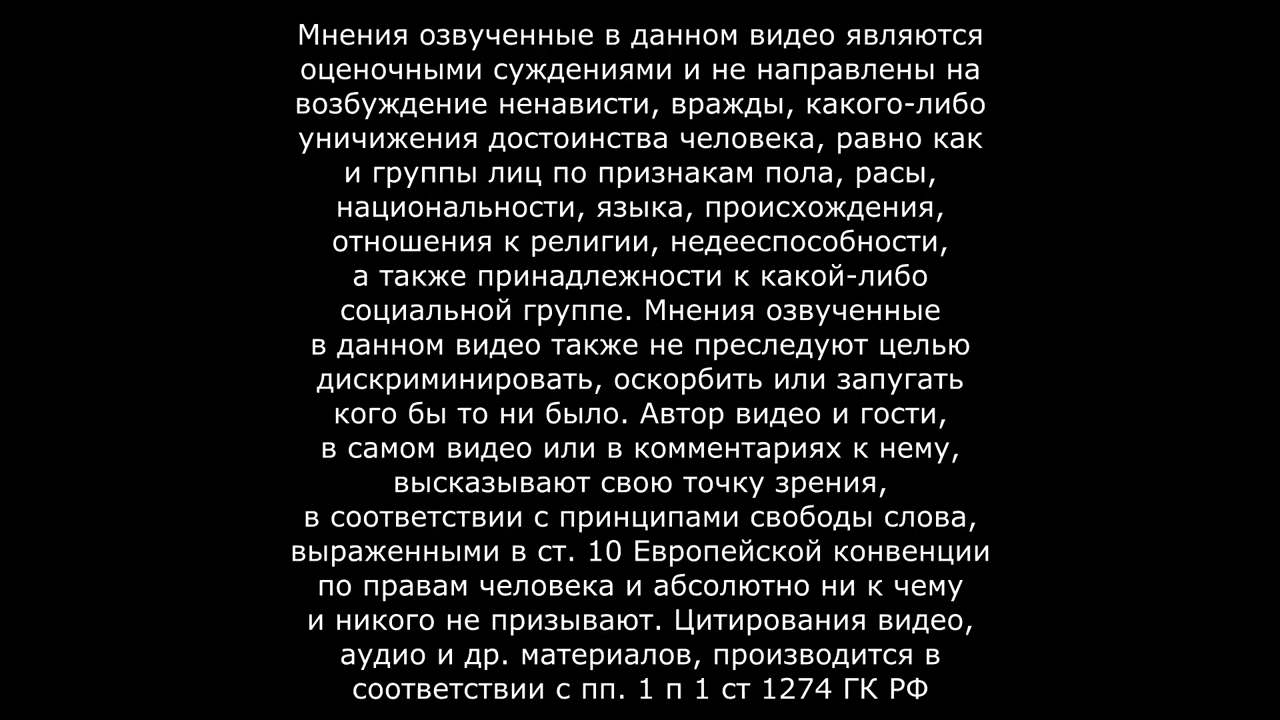 Мнения озвученные в данном видео являются
оценочными суждениями и не направлены на
возбуждение ненависти, вражды, какого-либо
уничижения достоинства человека, равно как
и группы лиц по признакам пола, расы,
национальности, языка, происхождения,
отношения к религии, недееспособности,
а также принадлежности к какой-либо
социальной группе. Мнения озвученные
в данном видео также не преследуют целью
дискриминировать, оскорбить или запугать
кого бы то ни было. Автор видео и гости,
в самом видео или в комментариях к нему,
высказывают свою точку зрения,
в соответствии с принципами свободы слова,
выраженными в ст. 10 Европейской конвенции
по правам человека и абсолютно ни к чему
и никого не призывают. Цитирования видео,
аудио и др. материалов, производится в
соответствии с пп. 1 п 1 ст 1274 ГК РФ